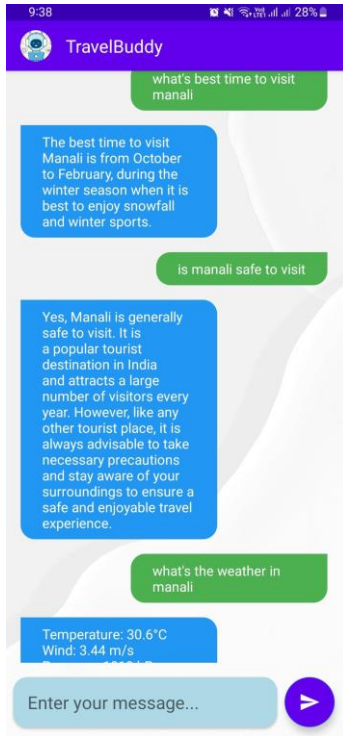 9:38
28%
TravelBuddy
what's best time to visit
manali
The best time to visit
Manali is from October
to February, during the
winter season when it is
best to enjoy snowfall
and winter sports.
is manali safe to visit
Yes, Manali is generally
safe to visit. It is
a popular tourist
destination in India
and attracts a large
number of visitors every
year. However, like any
other tourist place, it is
always advisable to take
necessary precautions
and stay aware of your
surroundings to ensure a
safe and enjoyable travel
experience.
what's the weather in
manali
Temperature: 30.6°C
Wind: 3.44 m/s
Enter your message...